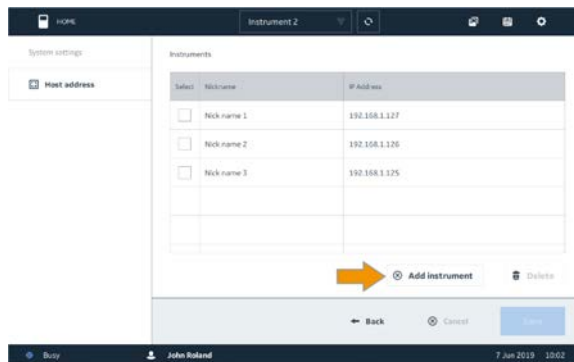 HOME
Instrument 2
System settings
Host address
Instruments
Select Nickname IP Address
Nick name 1 192.168.1.127
Nick name 2 192.168.1.126
Nick name 3 192.168.1.125
Add instrument Delete
Back Cancel Save
Busy John Roland 7 Jun 2019 10:02